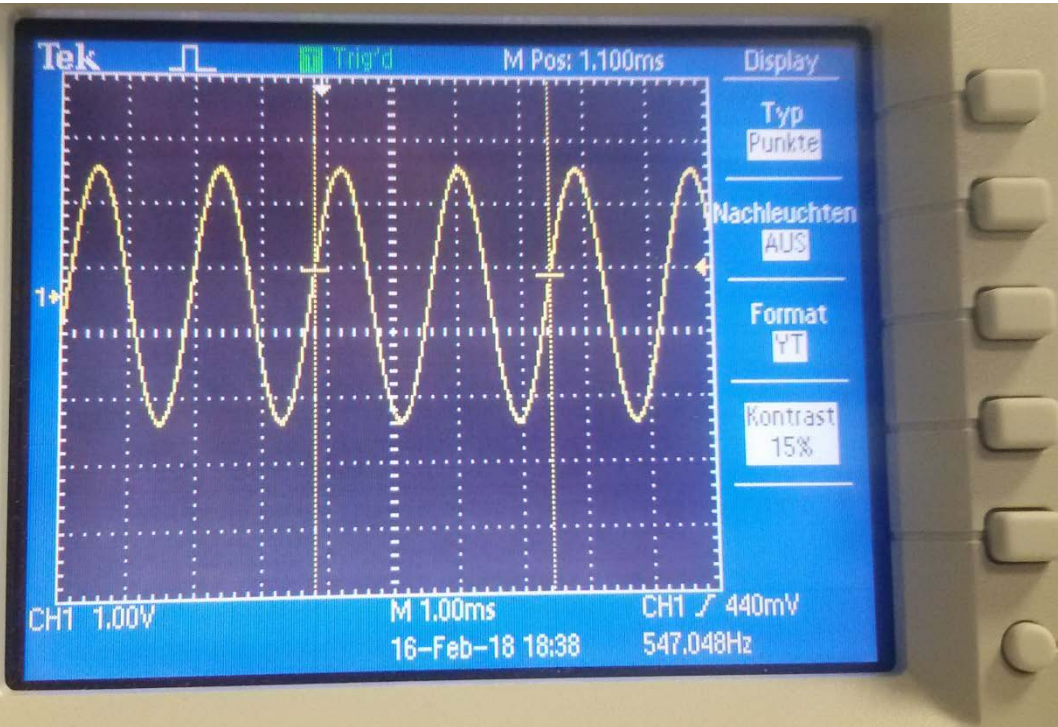 Tek 1 Trig'd M Pos: 1.100ms Display
Typ
Punkte
Nachleuchten
AUS
1
Format
YT
Kontrast
15%
CH1 1.00V M 1.00ms CH1 440mV
16-Feb-18 18:38 547.048Hz